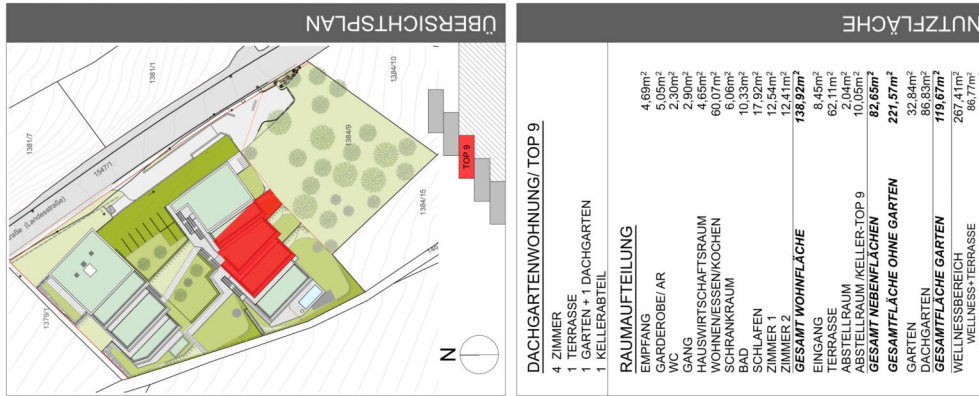 ÜBERSICHTSPLAN
1381/7
1381/1
1547/1
aße (Landesstraße)
1384/10
1384/9
1384/15
1379/1
N
TOP 9
NUTZFLÄCHE
DACHGARTENWOHNUNG/ TOP 9
4 ZIMMER
1 TERRASSE
1 GARTEN + 1 DACHGARTEN
1 KELLERABTEIL
RAUMAUFTEILUNG
EMPFANG 4,69m²
GARDEROBE/ AR 5,05m²
WC 2,30m²
GANG 2,90m²
HAUSWIRTSCHAFTSRAUM 4,65m²
WOHNEN/ESSEN/KOCHEN 60,07m²
SCHRANKRAUM 6,06m²
BAD 10,33m²
SCHLAFEN 17,92m²
ZIMMER 1 12,54m²
ZIMMER 2 12,41m²
GESAMT WOHNFLÄCHE 138,92m²
EINGANG 8,45m²
TERRASSE 62,11m²
ABSTELLRAUM 2,04m²
ABSTELLRAUM /KELLER-TOP 9 10,05m²
GESAMT NEBENFLÄCHEN 82,65m²
GESAMTFLÄCHE OHNE GARTEN 221,57m²
GARTEN 32,84m²
DACHGARTEN 86,83m²
GESAMTFLÄCHE GARTEN 119,67m²
WELLNESSBEREICH 267,41m²
WELLNESS+TERRASSE 86,77m²